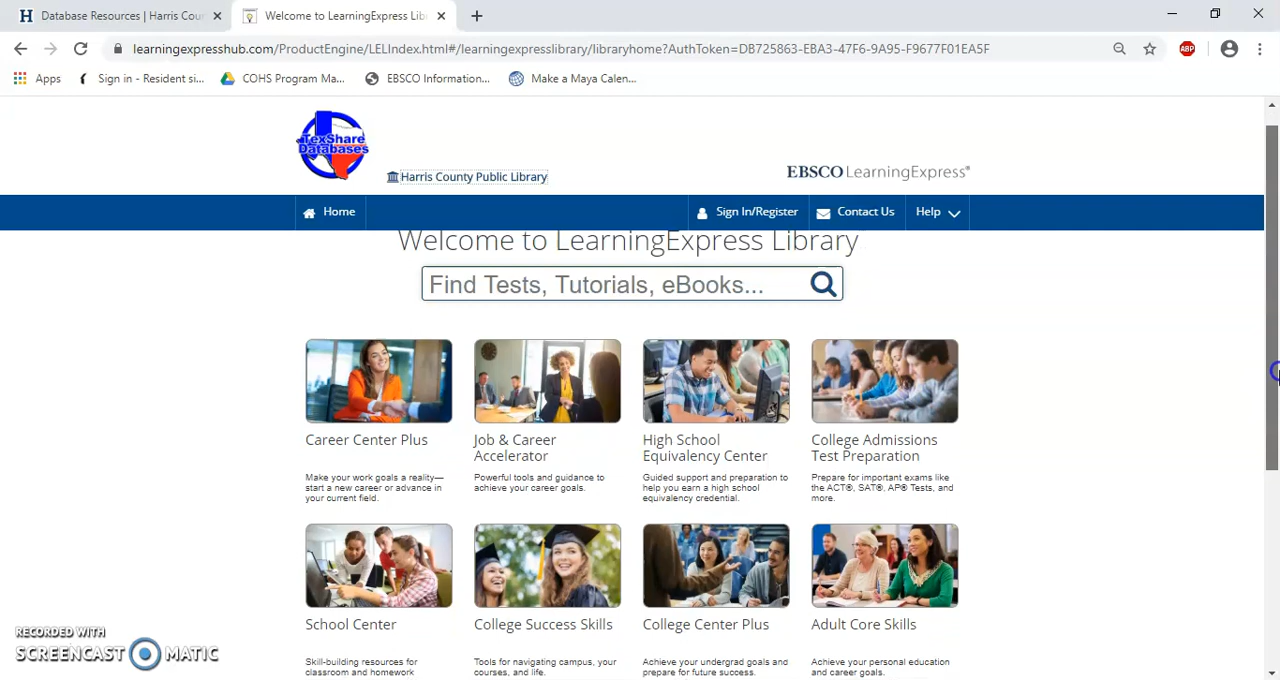 Database Resources | Harris Cou
Welcome to LearningExpress Lib
learningexpresshub.com/ProductEngine/LELIndex.html#/learningexpresslibrary/libraryhome?AuthToken=DB725863-EBA3-47F6-9A95-F9677F01EA5F
ABP
Apps
Sign in - Resident si...
COHS Program Ma...
EBSCO Information...
Make a Maya Calen...
TexShare
Databases
Harris County Public Library
EBSCO LearningExpress®
Home
Sign In/Register
Contact Us
Help
Welcome to LearningExpress Library
Find Tests, Tutorials, eBooks...
Career Center Plus
Make your work goals a reality—
start a new career or advance in
your current field.
Job & Career
Accelerator
Powerful tools and guidance to
achieve your career goals.
High School
Equivalency Center
Guided support and preparation to
help you earn a high school
equivalency credential.
College Admissions
Test Preparation
Prepare for important exams like
the ACT®, SAT®, AP® Tests, and
more.
School Center
Skill-building resources for
classroom and homework
College Success Skills
Tools for navigating campus, your
courses, and life.
College Center Plus
Achieve your undergrad goals and
prepare for future success.
Adult Core Skills
Achieve your personal education
and career goals.
RECORDED WITH
SCREENCAST MATIC